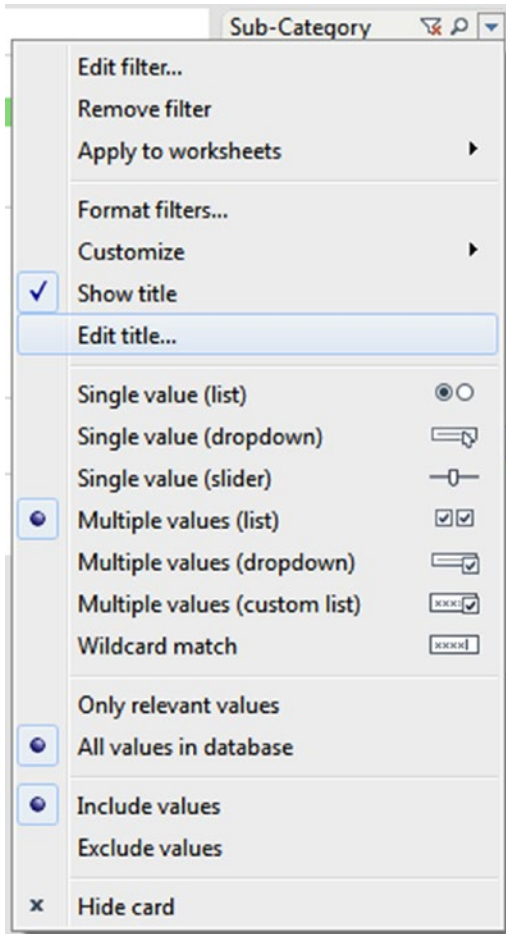 Sub-Category
Edit filter...
Remove filter
Apply to worksheets
Format filters...
Customize
Show title
Edit title...
Single value (list)
Single value (dropdown)
Single value (slider)
Multiple values (list)
Multiple values (dropdown)
Multiple values (custom list)
Wildcard match
Only relevant values
All values in database
Include values
Exclude values
Hide card